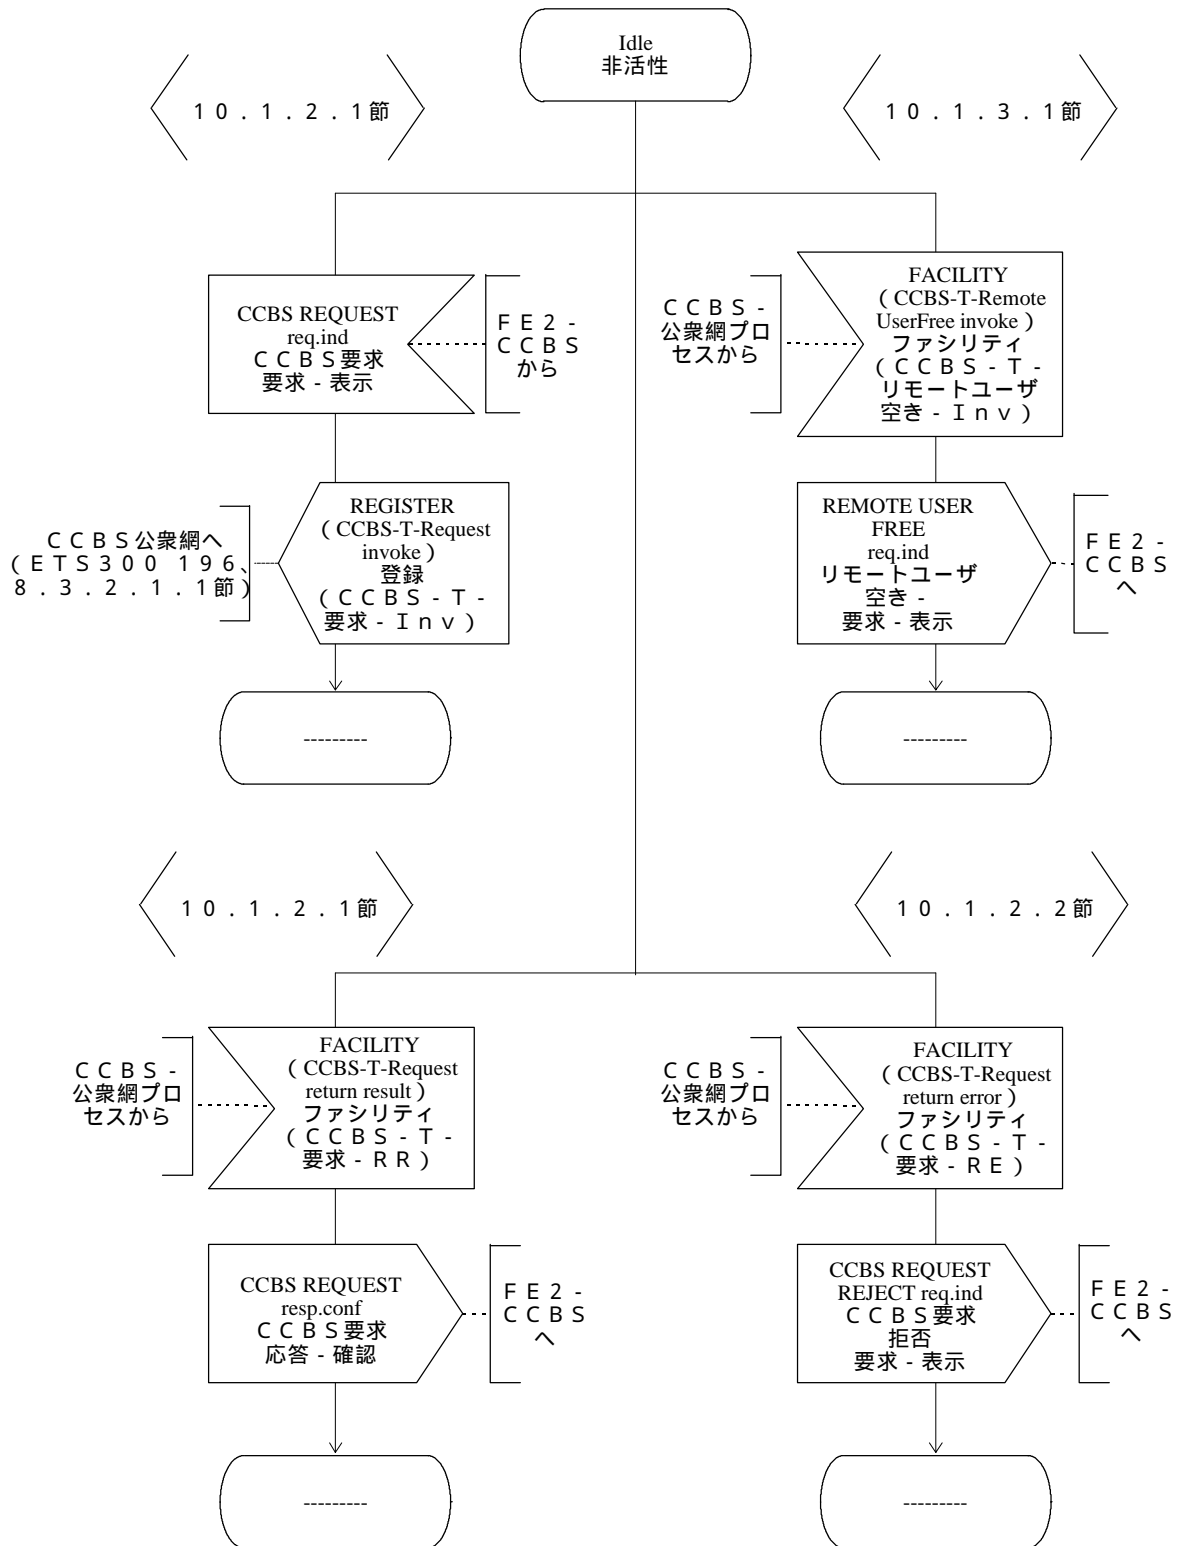 Idle
非活性
１０．１．２．１節
１０．１．３．１節
CCBS REQUEST
req.ind
ＣＣＢＳ要求
要求 - 表示
ＦＥ２-
ＣＣＢＳ
から
ＣＣＢＳ-
公衆網プロ
セスから
FACILITY
（CCBS-T-Remote
UserFree invoke）
ファシリティ
（ＣＣＢＳ-Ｔ-
リモートユーザ
空き-Ｉｎｖ）
ＣＣＢＳ公衆網へ
（ＥＴＳ３００ １９６、
８．３．２．１．１節）
REGISTER
（CCBS-T-Request
invoke）
登録
（ＣＣＢＳ-Ｔ-
要求-Ｉｎｖ）
REMOTE USER
FREE
req.ind
リモートユーザ
空き-
要求 - 表示
ＦＥ２-
ＣＣＢＳ
へ
---------
---------
１０．１．２．１節
１０．１．２．２節
ＣＣＢＳ-
公衆網プロ
セスから
FACILITY
（CCBS-T-Request
return result）
ファシリティ
（ＣＣＢＳ-Ｔ-
要求-ＲＲ）
ＣＣＢＳ-
公衆網プロ
セスから
FACILITY
（CCBS-T-Request
return error）
ファシリティ
（ＣＣＢＳ-Ｔ-
要求-ＲＥ）
CCBS REQUEST
resp.conf
ＣＣＢＳ要求
応答 - 確認
ＦＥ２-
ＣＣＢＳ
へ
CCBS REQUEST
REJECT req.ind
ＣＣＢＳ要求
拒否
要求 - 表示
ＦＥ２-
ＣＣＢＳ
へ
---------
---------